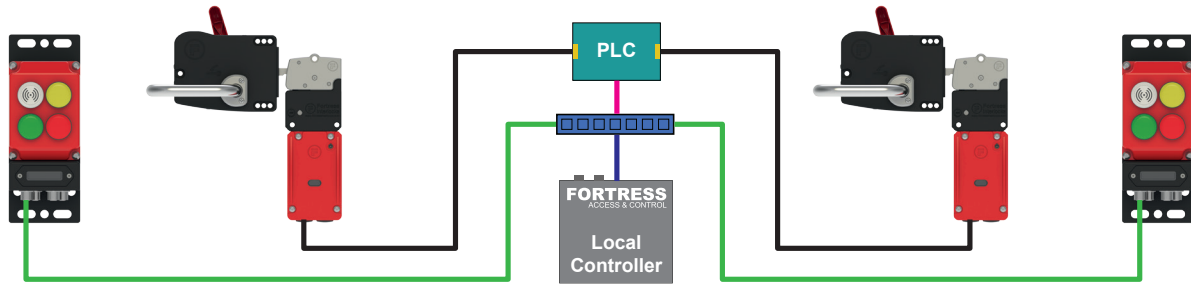 PLC
FORTRESS
ACCESS & CONTROL
Local
Controller